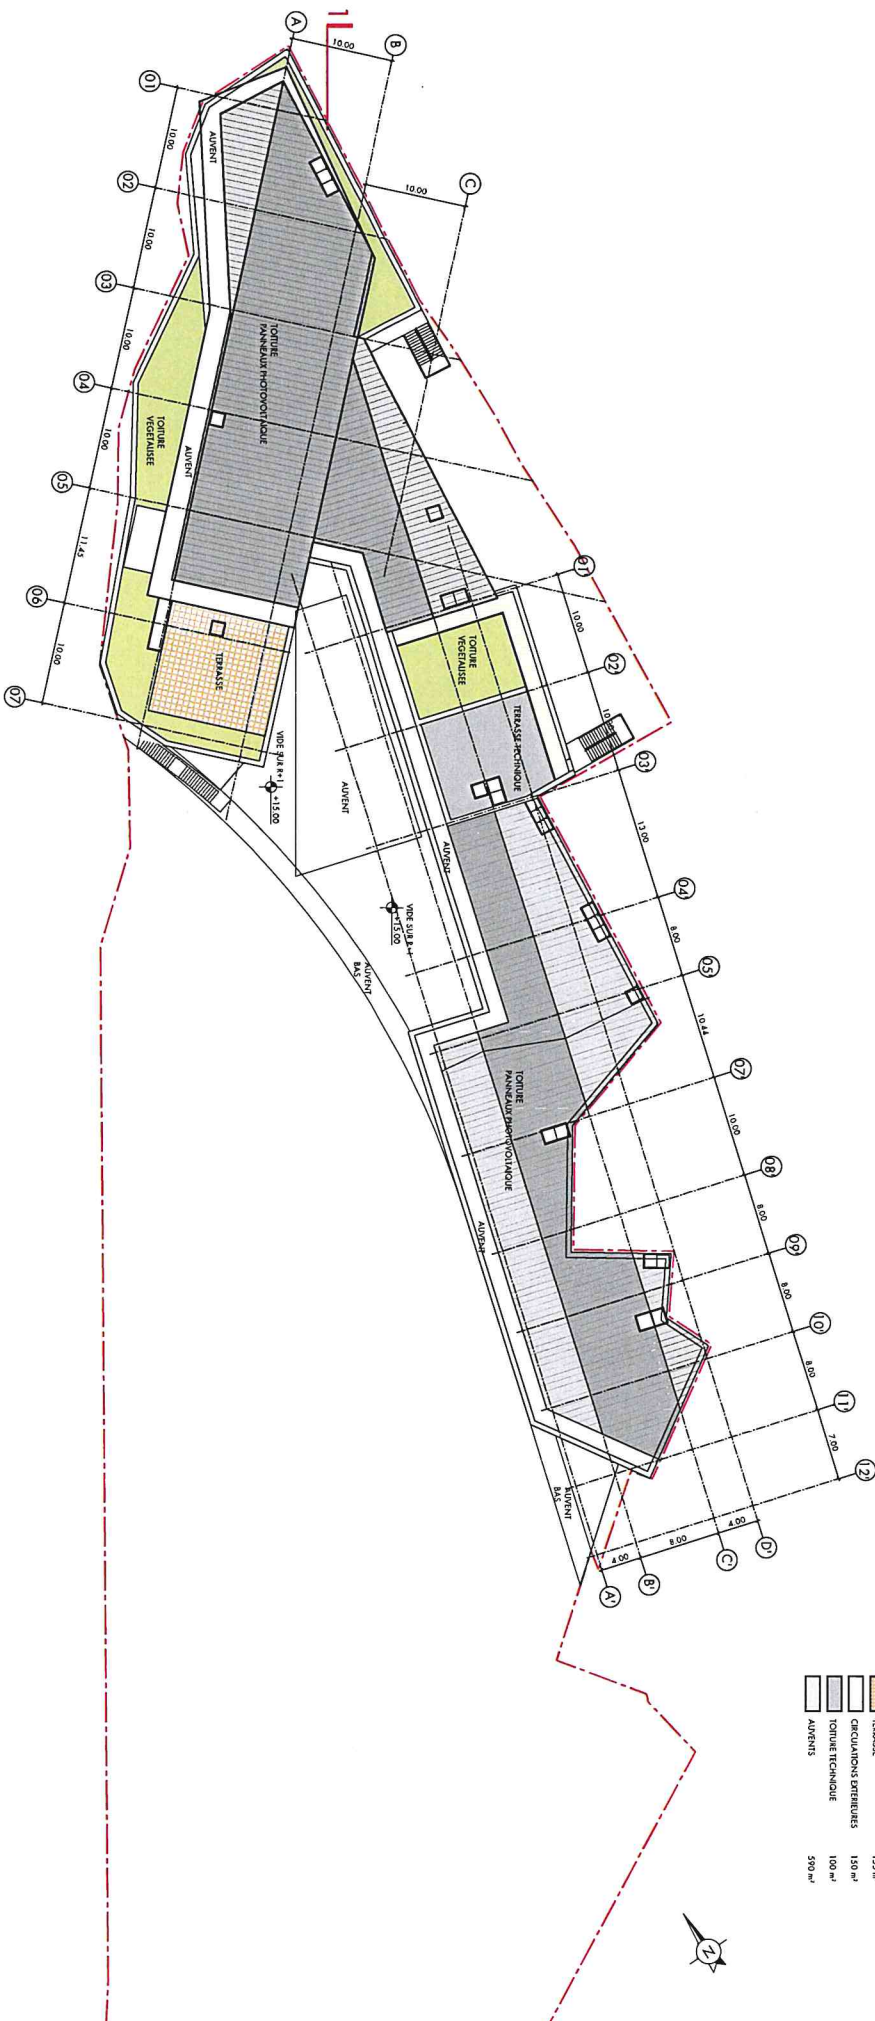 1
A
10.00
B
10.00
C
01
10.00
02
10.00
03
10.00
04
10.00
05
11.45
06
10.00
07
AUVENT
TOITURE
PANNEAUX PHOTOVOLTAIQUE
TOITURE
VEGETALISEE
AUVENT
TERRASSE
VIDE SUR R+1
+15.00
AUVENT
VIDE SUR R+1
+15.00
AUVENT
BAS
TOITURE
VEGETALISEE
TERRASSE TECHNIQUE
AUVENT
TOITURE
PANNEAUX PHOTOVOLTAIQUE
AUVENT
AUVENT
BAS
01'
10.00
02'
03'
13.00
04'
8.00
05'
10.44
07'
10.00
08'
8.00
09'
8.00
10'
8.00
11'
7.00
12'
4.00
8.00
4.00
D'
C'
B'
A'
CIRCULATIONS EXTERIEURES 150 m²
TOITURE TECHNIQUE 100 m²
AUVENTS 590 m²
N